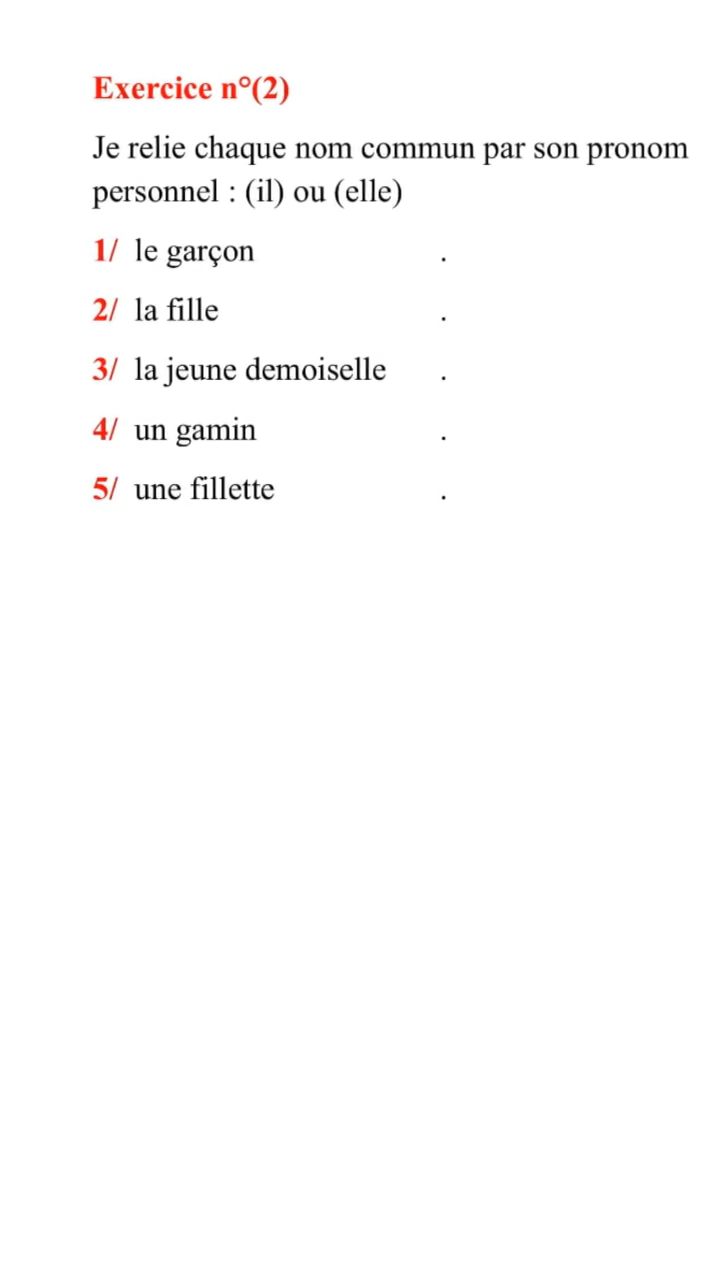 Exercice n°(2)
Je relie chaque nom commun par son pronom
personnel : (il) ou (elle)
1/ le garçon .
2/ la fille .
3/ la jeune demoiselle .
4/ un gamin .
5/ une fillette .